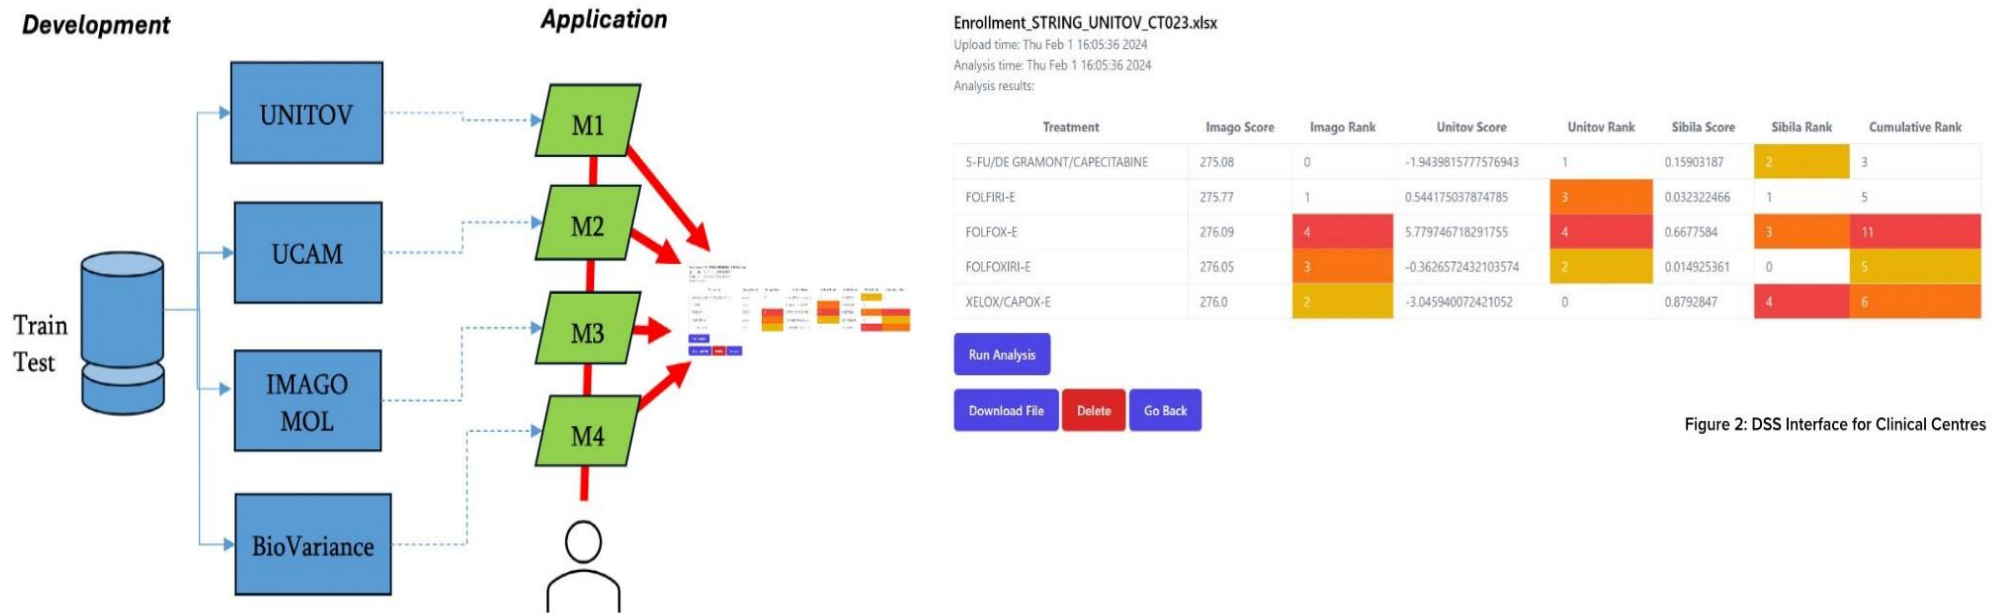 Development
Application
Train
Test
UNITOV
UCAM
IMAGO
MOL
BioVariance
M1
M2
M3
M4
Enrollment_STRING_UNITOV_CT023.xlsx
Upload time: Thu Feb 1 16:05:36 2024
Analysis time: Thu Feb 1 16:05:36 2024
Analysis results:
Treatment Imago Score Imago Rank Unitov Score Unitov Rank Sibila Score Sibila Rank Cumulative Rank
5-FU/DE GRAMONT/CAPECITABINE 275.08 0 -1.9439815777576943 1 0.15903187 2 3
FOLFIRI-E 275.77 1 0.544175037874785 3 0.032322466 1 5
FOLFOX-E 276.09 4 5.779746718291755 4 0.6677584 3 11
FOLFOXIRI-E 276.05 3 -0.3626572432103574 2 0.014925361 0 5
XELOX/CAPOX-E 276.0 2 -3.045940072421052 0 0.8792847 4 6
Run Analysis
Download File Delete Go Back
Figure 2: DSS Interface for Clinical Centres